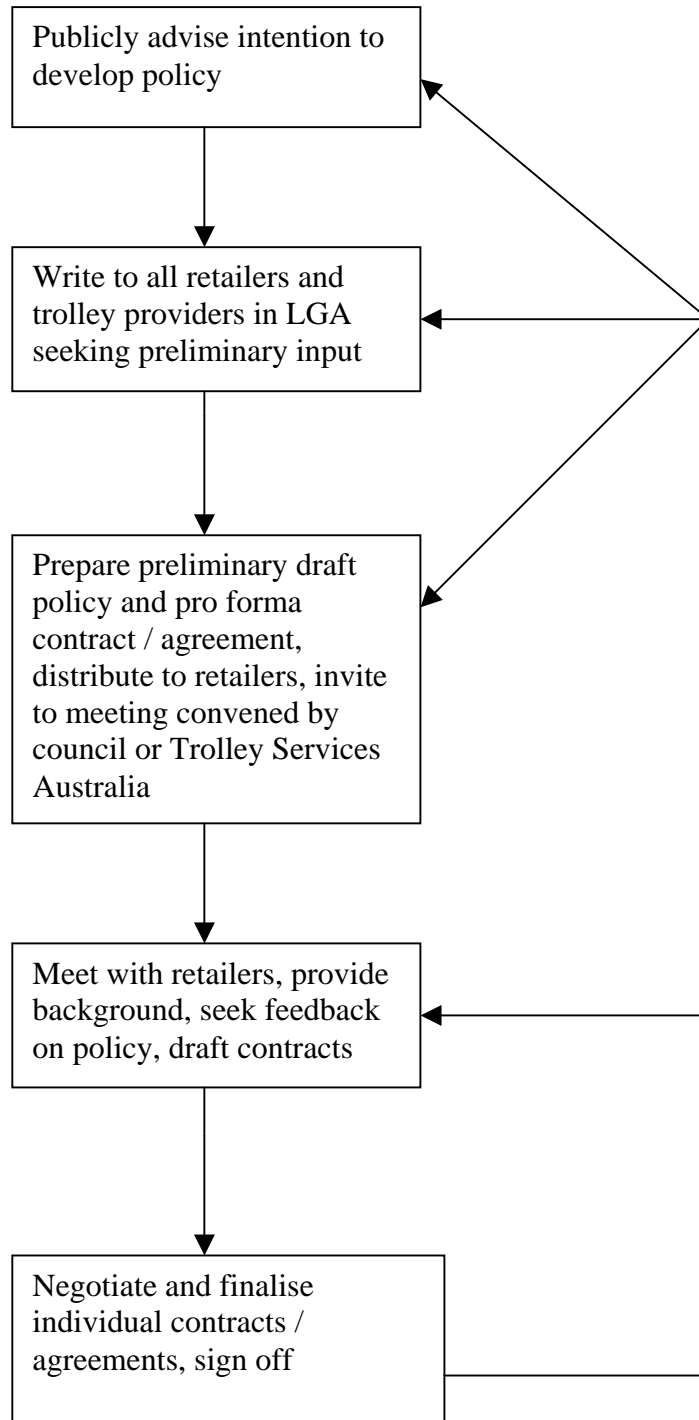 Publicly advise intention to
develop policy
Write to all retailers and
trolley providers in LGA
seeking preliminary input
Prepare preliminary draft
policy and pro forma
contract / agreement,
distribute to retailers, invite
to meeting convened by
council or Trolley Services
Australia
Meet with retailers, provide
background, seek feedback
on policy, draft contracts
Negotiate and finalise
individual contracts /
agreements, sign off